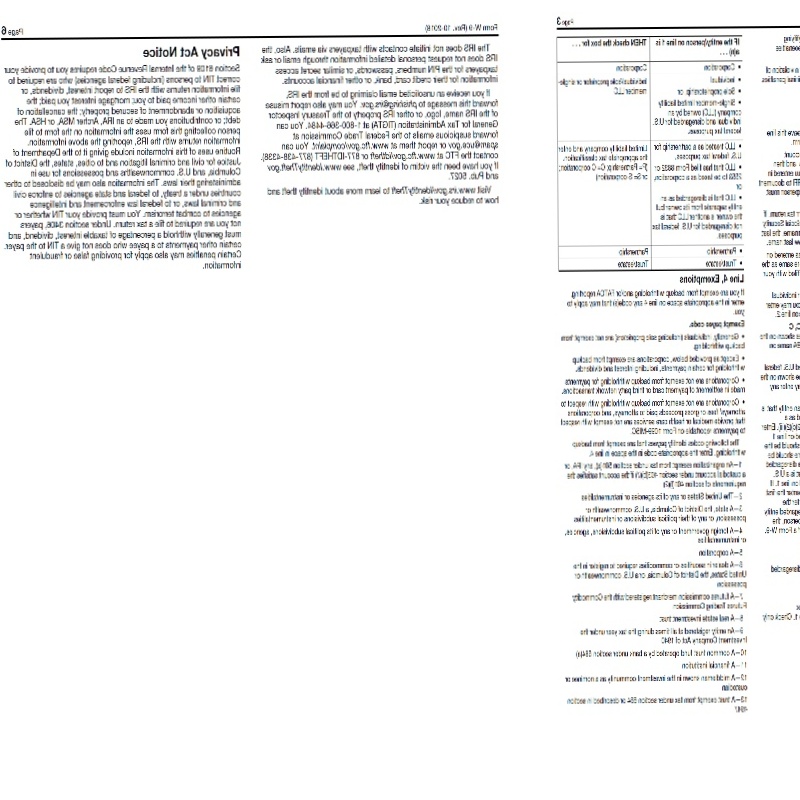 Page 3
IF the entity/person on line 1 is
a(n) . . .
THEN check the box for . . .
• Corporation
Corporation
• Individual
• Sole proprietorship, or
• Single-member limited liability
company (LLC) owned by an
individual and disregarded for U.S.
federal tax purposes.
Individual/sole proprietor or single-
member LLC
• LLC treated as a partnership for
U.S. federal tax purposes,
• LLC that has filed Form 8832 or
2553 to be taxed as a corporation,
or
• LLC that is disregarded as an
entity separate from its owner but
the owner is another LLC that is
not disregarded for U.S. federal tax
purposes.
Limited liability company and enter
the appropriate tax classification.
(P= Partnership; C= C corporation;
or S= S corporation)
• Partnership
Partnership
• Trust/estate
Trust/estate
Line 4, Exemptions
If you are exempt from backup withholding and/or FATCA reporting,
enter in the appropriate space on line 4 any code(s) that may apply to
you.
Exempt payee code.
• Generally, individuals (including sole proprietors) are not exempt from
backup withholding.
• Except as provided below, corporations are exempt from backup
withholding for certain payments, including interest and dividends.
• Corporations are not exempt from backup withholding for payments
made in settlement of payment card or third party network transactions.
• Corporations are not exempt from backup withholding with respect to
attorneys' fees or gross proceeds paid to attorneys, and corporations
that provide medical or health care services are not exempt with respect
to payments reportable on Form 1099-MISC.
The following codes identify payees that are exempt from backup
withholding. Enter the appropriate code in the space in line 4.
1—An organization exempt from tax under section 501(a), any IRA, or
a custodial account under section 403(b)(7) if the account satisfies the
requirements of section 401(f)(2)
2—The United States or any of its agencies or instrumentalities
3—A state, the District of Columbia, a U.S. commonwealth or
possession, or any of their political subdivisions or instrumentalities
4—A foreign government or any of its political subdivisions, agencies,
or instrumentalities
5—A corporation
6—A dealer in securities or commodities required to register in the
United States, the District of Columbia, or a U.S. commonwealth or
possession
7—A futures commission merchant registered with the Commodity
Futures Trading Commission
8—A real estate investment trust
9—An entity registered at all times during the tax year under the
Investment Company Act of 1940
10—A common trust fund operated by a bank under section 584(a)
11—A financial institution
12—A middleman known in the investment community as a nominee or
custodian
13—A trust exempt from tax under section 664 or described in section
4947
Form W-9 (Rev. 10-2018)
Page 6
The IRS does not initiate contacts with taxpayers via emails. Also, the
IRS does not request personal detailed information through email or ask
taxpayers for the PIN numbers, passwords, or similar secret access
information for their credit card, bank, or other financial accounts.
If you receive an unsolicited email claiming to be from the IRS,
forward this message to phishing@irs.gov. You may also report misuse
of the IRS name, logo, or other IRS property to the Treasury Inspector
General for Tax Administration (TIGTA) at 1-800-366-4484. You can
forward suspicious emails to the Federal Trade Commission at
spam@uce.gov or report them at www.ftc.gov/complaint. You can
contact the FTC at www.ftc.gov/idtheft or 877-IDTHEFT (877-438-4338).
If you have been the victim of identity theft, see www.IdentityTheft.gov
and Pub. 5027.
Visit www.irs.gov/IdentityTheft to learn more about identity theft and
how to reduce your risk.
Privacy Act Notice
Section 6109 of the Internal Revenue Code requires you to provide your
correct TIN to persons (including federal agencies) who are required to
file information returns with the IRS to report interest, dividends, or
certain other income paid to you; mortgage interest you paid; the
acquisition or abandonment of secured property; the cancellation of
debt; or contributions you made to an IRA, Archer MSA, or HSA. The
person collecting this form uses the information on the form to file
information returns with the IRS, reporting the above information.
Routine uses of this information include giving it to the Department of
Justice for civil and criminal litigation and to cities, states, the District of
Columbia, and U.S. commonwealths and possessions for use in
administering their laws. The information also may be disclosed to other
countries under a treaty, to federal and state agencies to enforce civil
and criminal laws, or to federal law enforcement and intelligence
agencies to combat terrorism. You must provide your TIN whether or
not you are required to file a tax return. Under section 3406, payers
must generally withhold a percentage of taxable interest, dividend, and
certain other payments to a payee who does not give a TIN to the payer.
Certain penalties may also apply for providing false or fraudulent
information.